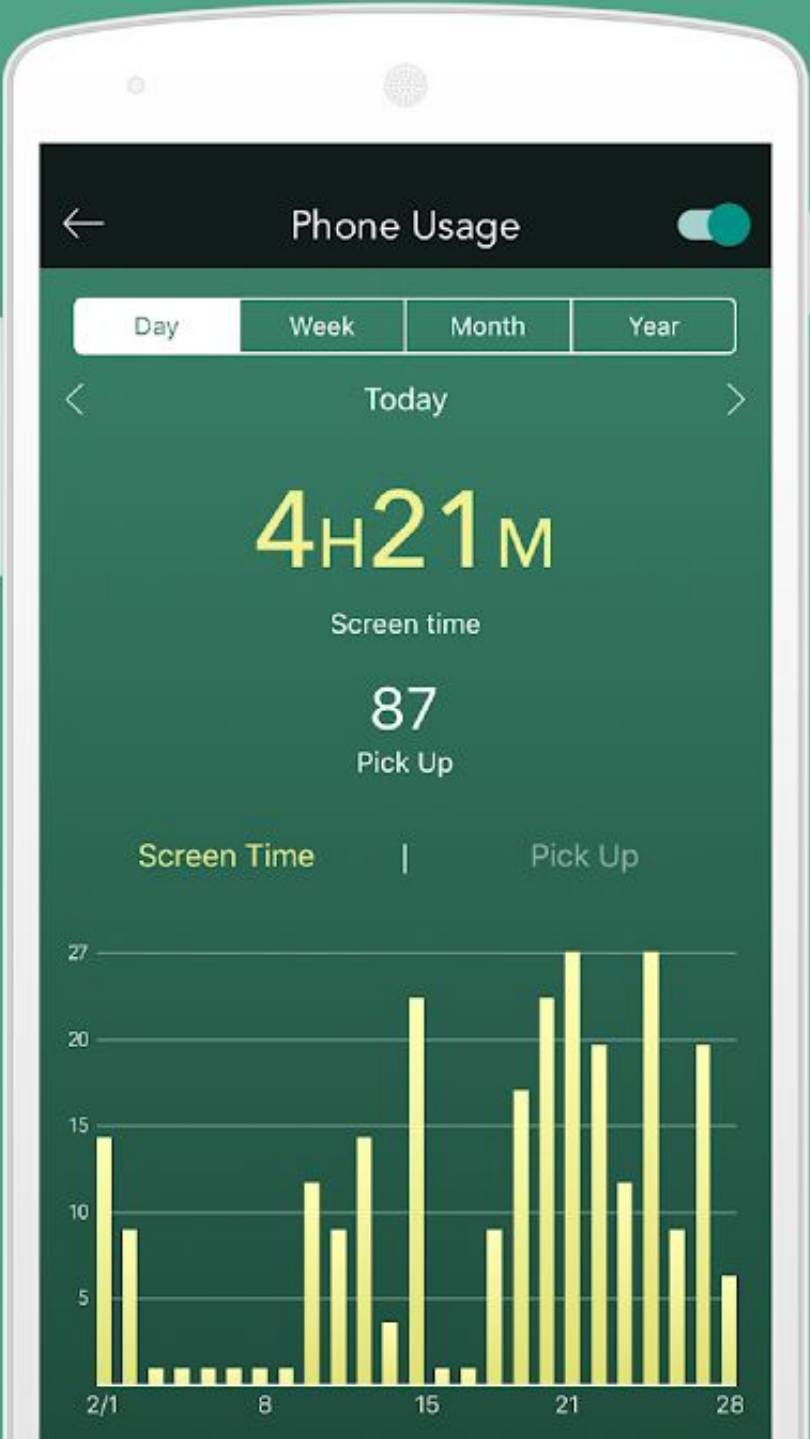 Phone Usage
Day Week Month Year
Today
4H21M
Screen time
87
Pick Up
Screen Time | Pick Up
27
20
15
10
5
2/1 8 15 21 28